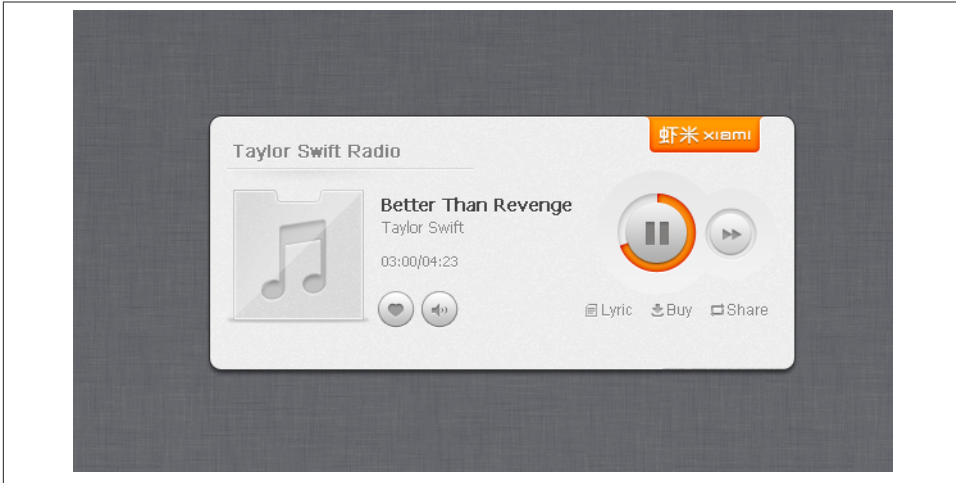 虾米 xiami
Taylor Swift Radio
Better Than Revenge
Taylor Swift
03:00/04:23
Lyric Buy Share